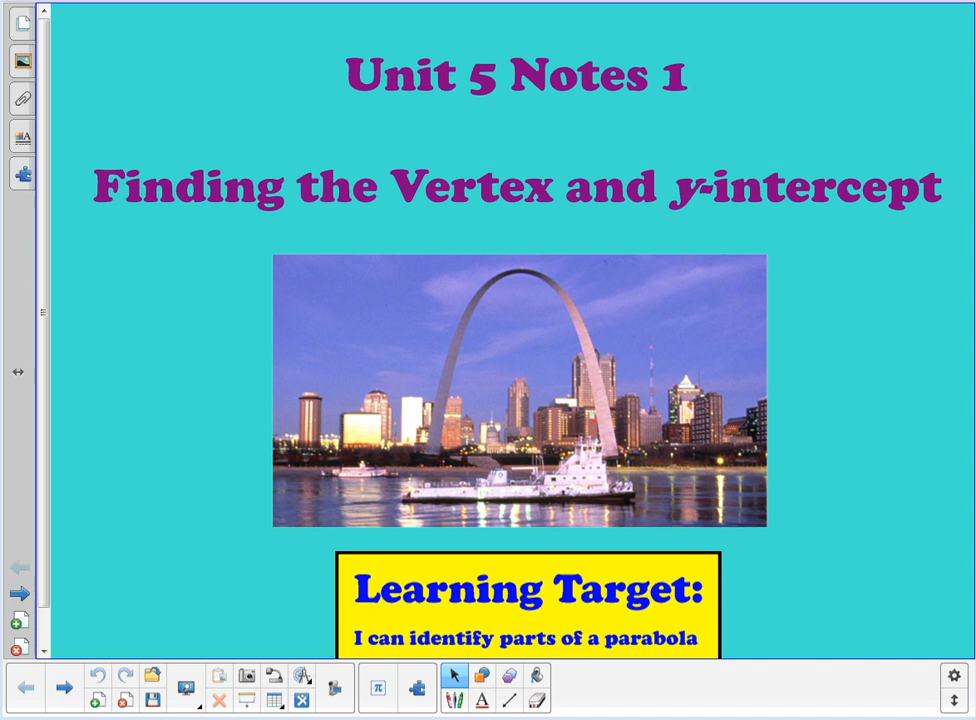 Unit 5 Notes 1
Finding the Vertex and y-intercept
Learning Target:
I can identify parts of a parabola